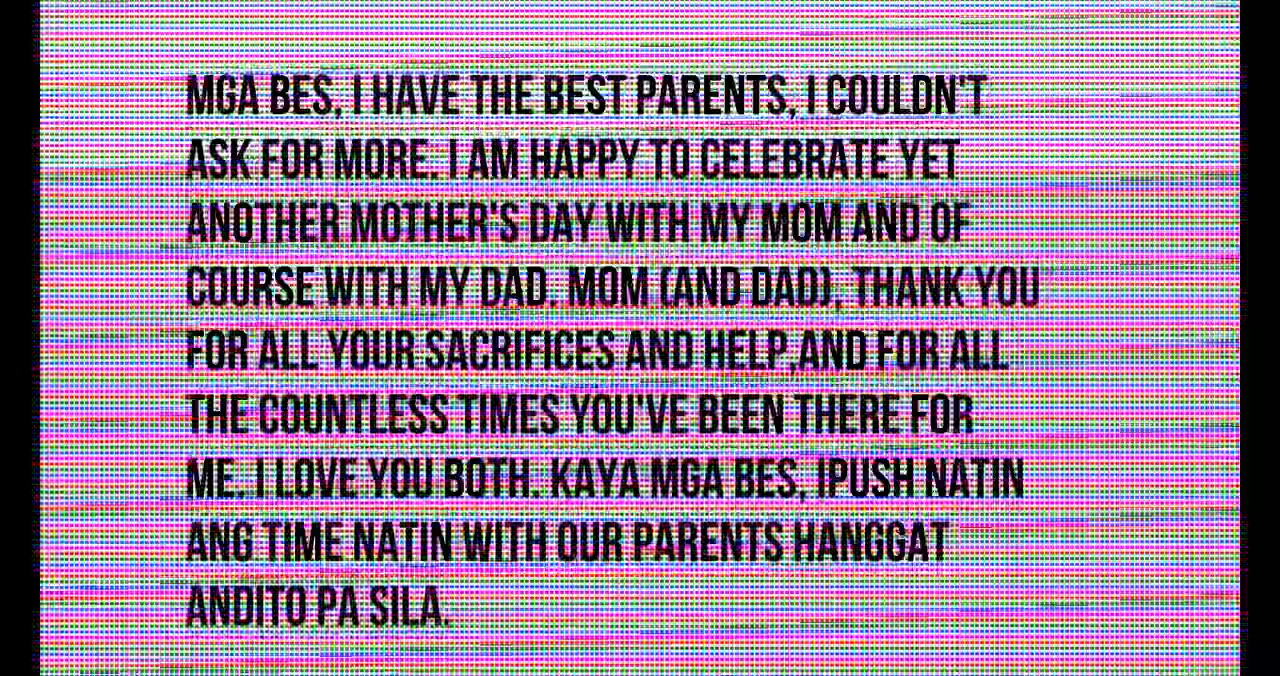 MGA BES, I HAVE THE BEST PARENTS, I COULDN'T
ASK FOR MORE. I AM HAPPY TO CELEBRATE YET
ANOTHER MOTHER'S DAY WITH MY MOM AND OF
COURSE WITH MY DAD. MOM (AND DAD), THANK YOU
FOR ALL YOUR SACRIFICES AND HELP,AND FOR ALL
THE COUNTLESS TIMES YOU'VE BEEN THERE FOR
ME. I LOVE YOU BOTH. KAYA MGA BES, IPUSH NATIN
ANG TIME NATIN WITH OUR PARENTS HANGGAT
ANDITO PA SILA.